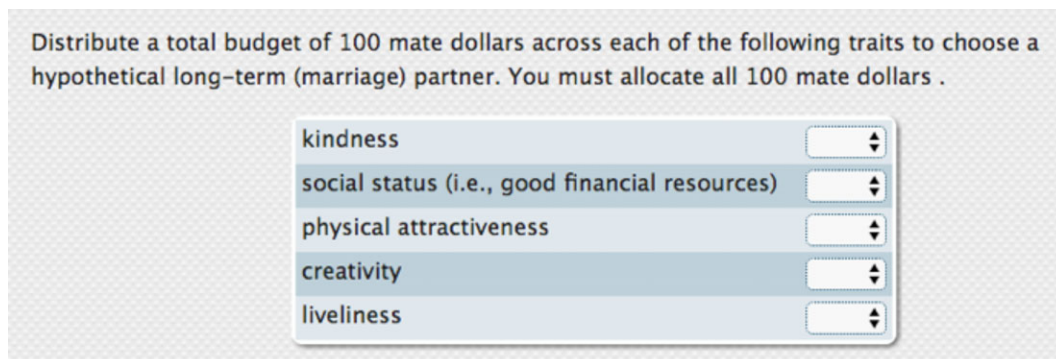 Distribute a total budget of 100 mate dollars across each of the following traits to choose a
hypothetical long-term (marriage) partner. You must allocate all 100 mate dollars .
kindness
social status (i.e., good financial resources)
physical attractiveness
creativity
liveliness